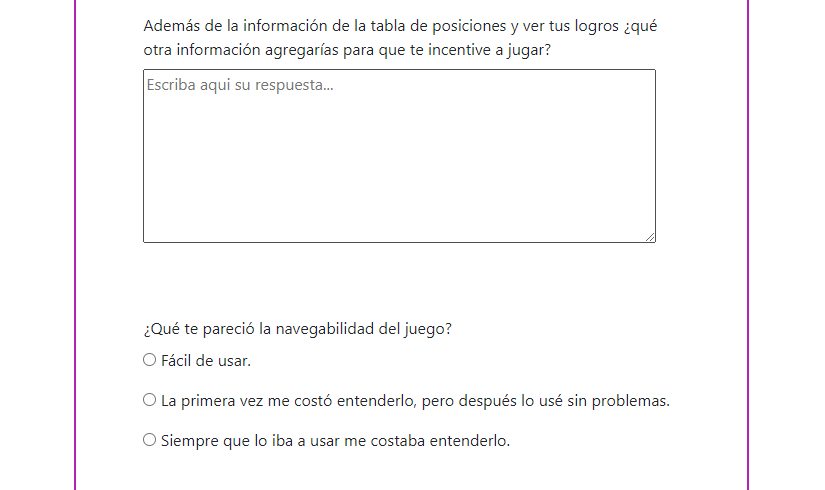 Además de la información de la tabla de posiciones y ver tus logros ¿qué
otra información agregarías para que te incentive a jugar?
Escriba aqui su respuesta...
¿Qué te pareció la navegabilidad del juego?
Fácil de usar.
La primera vez me costó entenderlo, pero después lo usé sin problemas.
Siempre que lo iba a usar me costaba entenderlo.